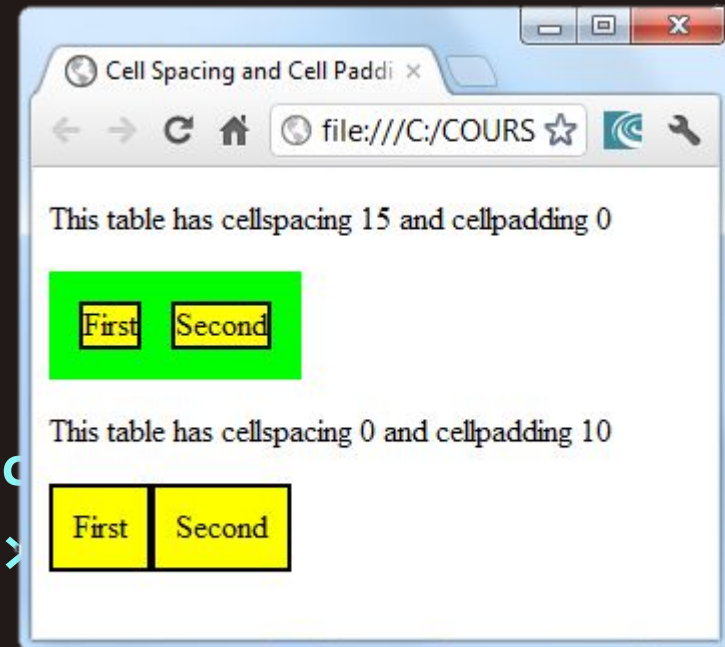 Cell Spacing and Cell Paddi
file:///C:/COURS
This table has cellspacing 15 and cellpadding 0
First Second
This table has cellspacing 0 and cellpadding 10
First Second